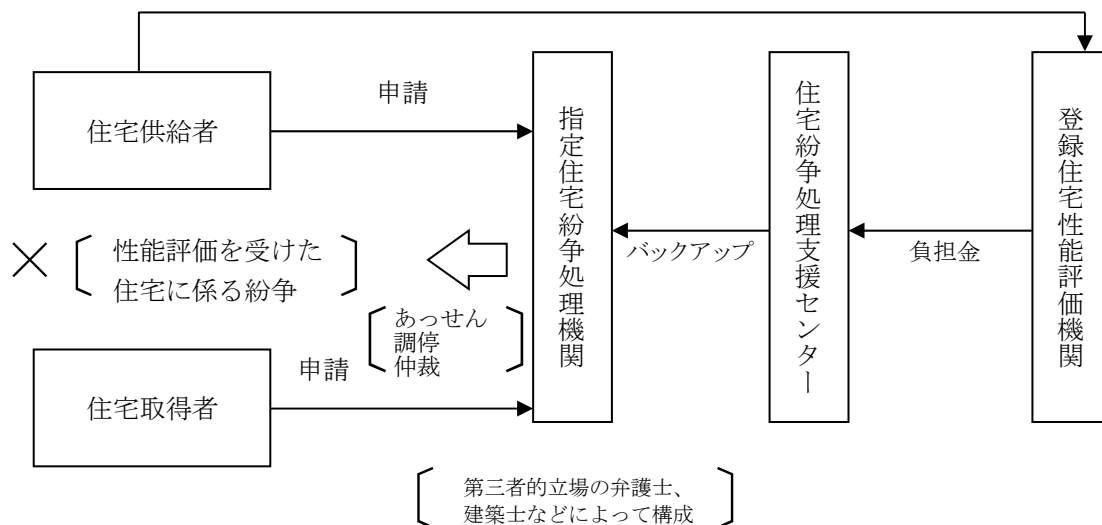 住宅供給者
申請
指定住宅紛争処理機関
住宅紛争処理支援センター
登録住宅性能評価機関
バックアップ
負担金
性能評価を受けた
住宅に係る紛争
あっせん
調停
仲裁
申請
住宅取得者
第三者的立場の弁護士、
建築士などによって構成